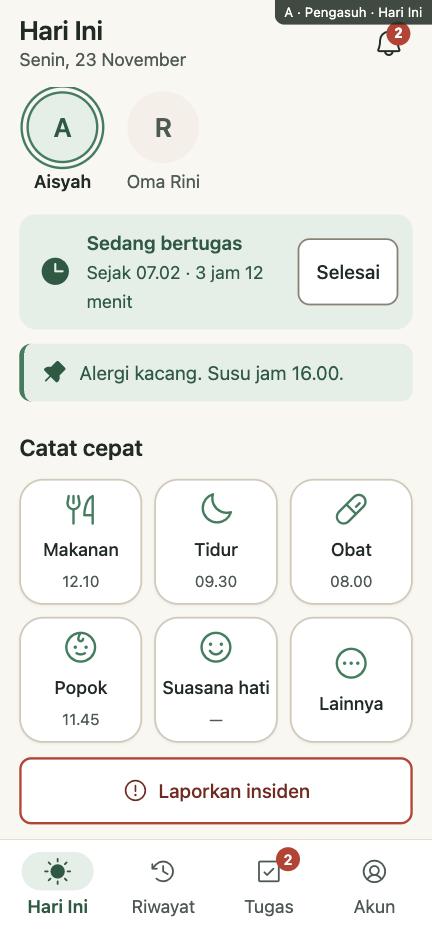 A · Pengasuh · Hari Ini
Hari Ini
2
Senin, 23 November
A
R
Aisyah
Oma Rini
Sedang bertugas
Sejak 07.02 · 3 jam 12
menit
Selesai
Alergi kacang. Susu jam 16.00.
Catat cepat
Makanan
12.10
Tidur
09.30
Obat
08.00
Popok
11.45
Suasana hati
—
Lainnya
Laporkan insiden
Hari Ini
Riwayat
2
Tugas
Akun